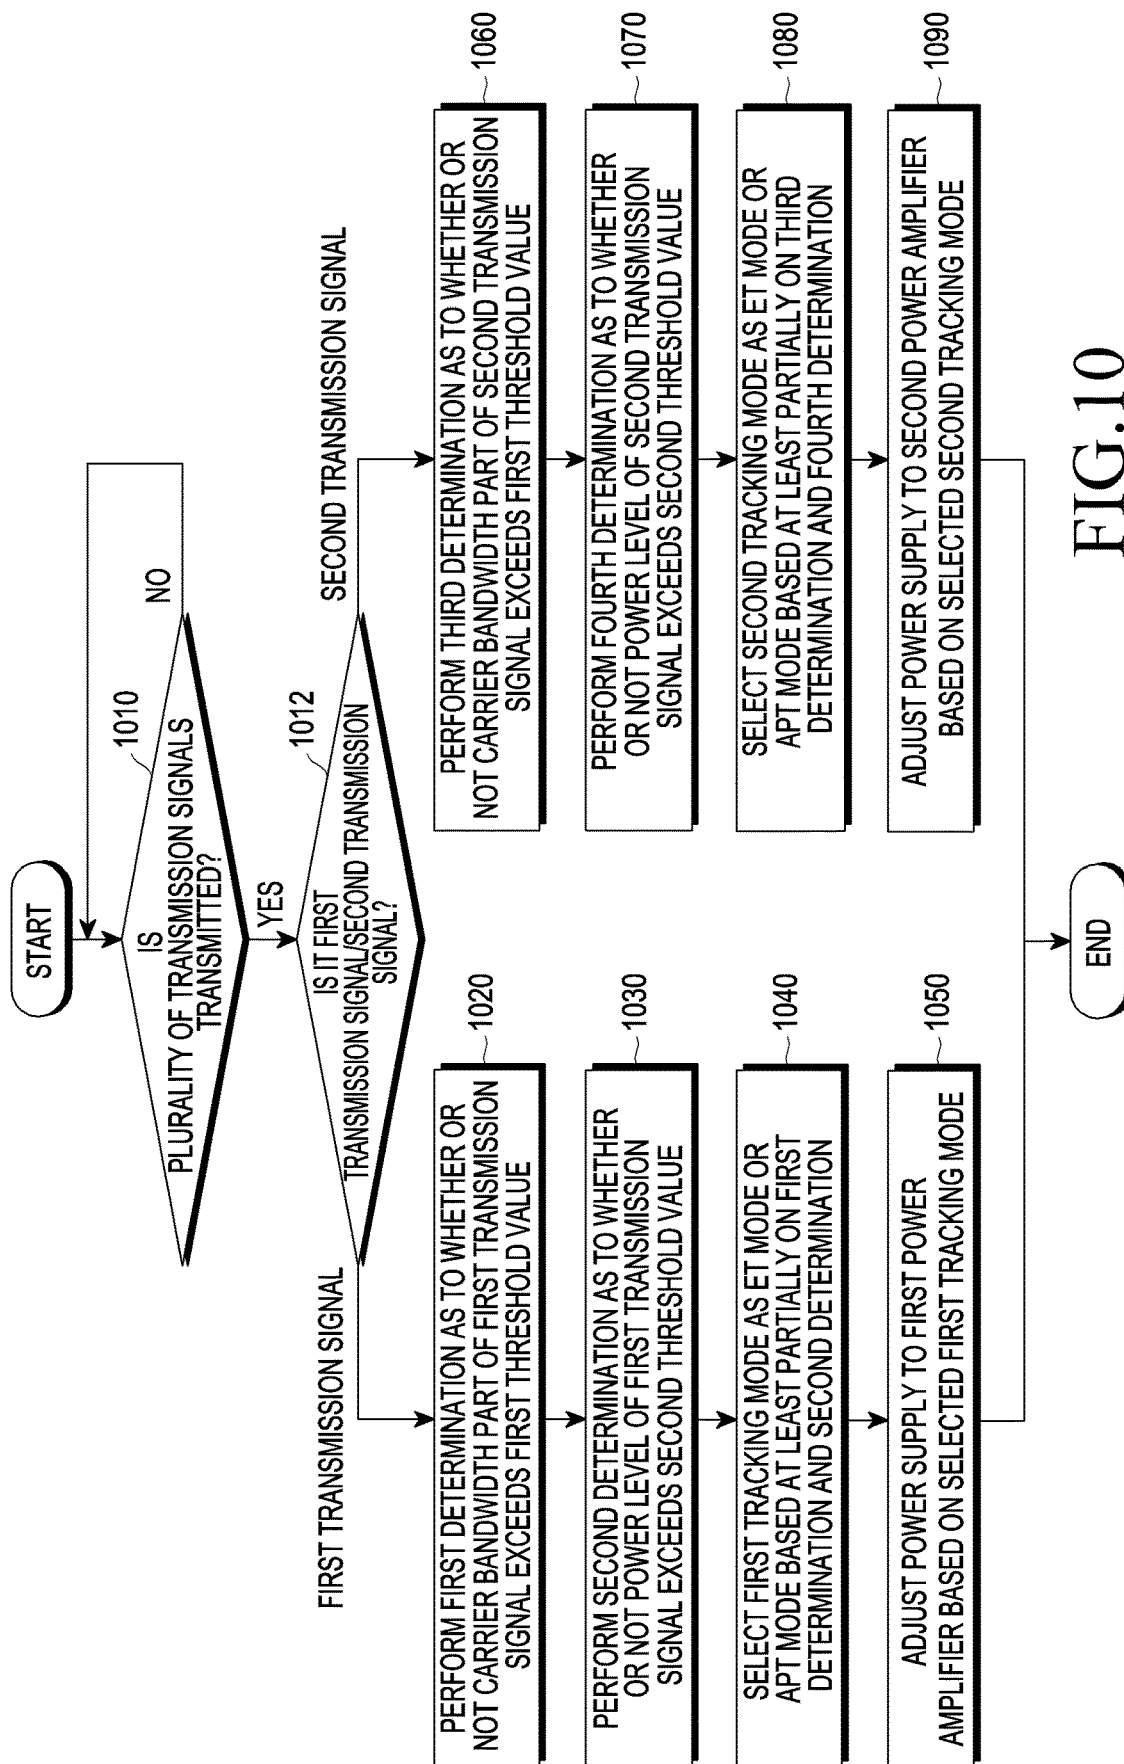 START
IS
PLURALITY OF TRANSMISSION SIGNALS
TRANSMITTED?
1010
NO
YES
IS IT FIRST
TRANSMISSION SIGNAL/SECOND TRANSMISSION
SIGNAL?
1012
FIRST TRANSMISSION SIGNAL
SECOND TRANSMISSION SIGNAL
PERFORM FIRST DETERMINATION AS TO WHETHER OR
NOT CARRIER BANDWIDTH PART OF FIRST TRANSMISSION
SIGNAL EXCEEDS FIRST THRESHOLD VALUE
1020
PERFORM SECOND DETERMINATION AS TO WHETHER
OR NOT POWER LEVEL OF FIRST TRANSMISSION
SIGNAL EXCEEDS SECOND THRESHOLD VALUE
1030
SELECT FIRST TRACKING MODE AS ET MODE OR
APT MODE BASED AT LEAST PARTIALLY ON FIRST
DETERMINATION AND SECOND DETERMINATION
1040
ADJUST POWER SUPPLY TO FIRST POWER
AMPLIFIER BASED ON SELECTED FIRST TRACKING MODE
1050
PERFORM THIRD DETERMINATION AS TO WHETHER OR
NOT CARRIER BANDWIDTH PART OF SECOND TRANSMISSION
SIGNAL EXCEEDS FIRST THRESHOLD VALUE
1060
PERFORM FOURTH DETERMINATION AS TO WHETHER
OR NOT POWER LEVEL OF SECOND TRANSMISSION
SIGNAL EXCEEDS SECOND THRESHOLD VALUE
1070
SELECT SECOND TRACKING MODE AS ET MODE OR
APT MODE BASED AT LEAST PARTIALLY ON THIRD
DETERMINATION AND FOURTH DETERMINATION
1080
ADJUST POWER SUPPLY TO SECOND POWER AMPLIFIER
BASED ON SELECTED SECOND TRACKING MODE
1090
END
FIG.10